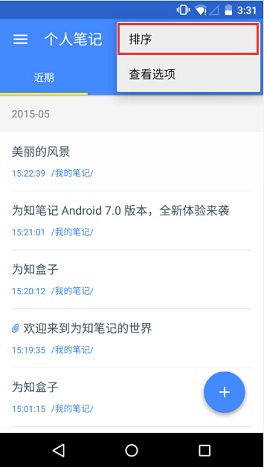 3:31
个人笔记
排序
查看选项
近期
2015-05
美丽的风景
15:22:39 /我的笔记/
为知笔记 Android 7.0 版本，全新体验来袭
15:21:01 /我的笔记/
为知盒子
15:20:12 /我的笔记/
欢迎来到为知笔记的世界
15:19:35 /我的笔记/
为知盒子
15:01:15 /我的笔记/